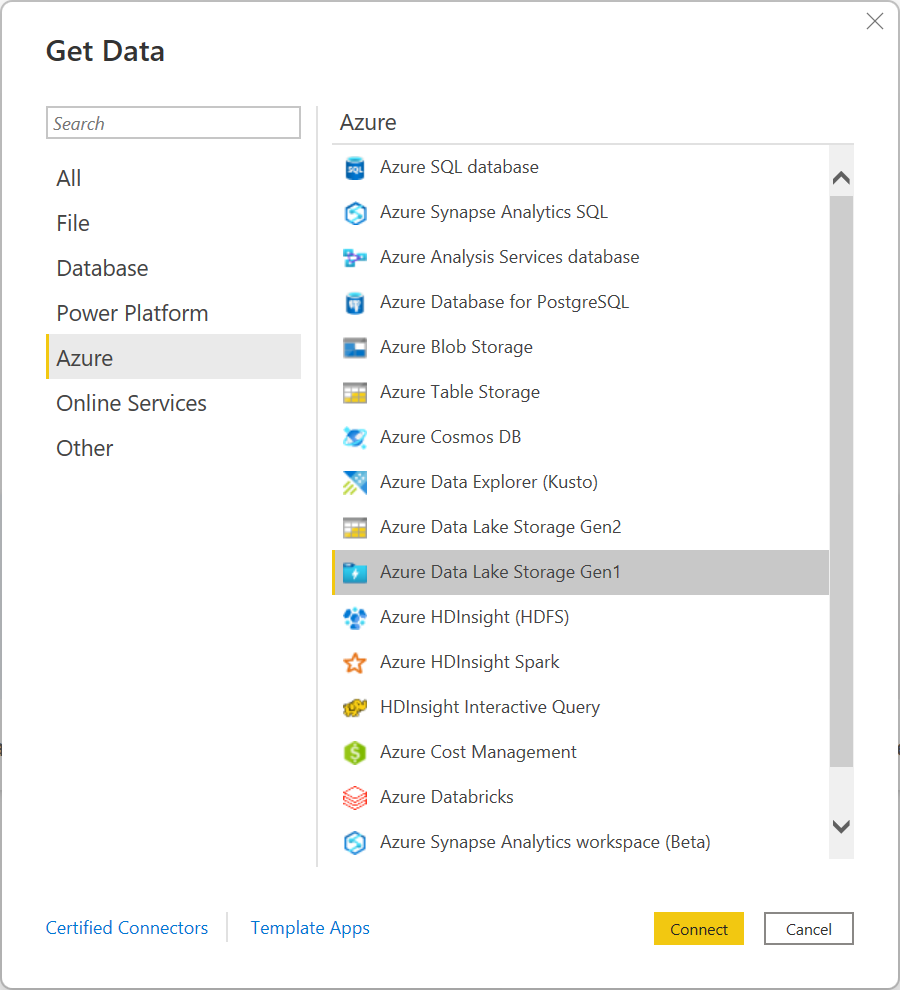 Get Data
Search
All
File
Database
Power Platform
Azure
Online Services
Other
Azure
SQL
Azure SQL database
Azure Synapse Analytics SQL
Azure Analysis Services database
Azure Database for PostgreSQL
Azure Blob Storage
Azure Table Storage
Azure Cosmos DB
Azure Data Explorer (Kusto)
Azure Data Lake Storage Gen2
Azure Data Lake Storage Gen1
Azure HDInsight (HDFS)
Azure HDInsight Spark
HDInsight Interactive Query
$
Azure Cost Management
Azure Databricks
Azure Synapse Analytics workspace (Beta)
Certified Connectors
Template Apps
Connect
Cancel